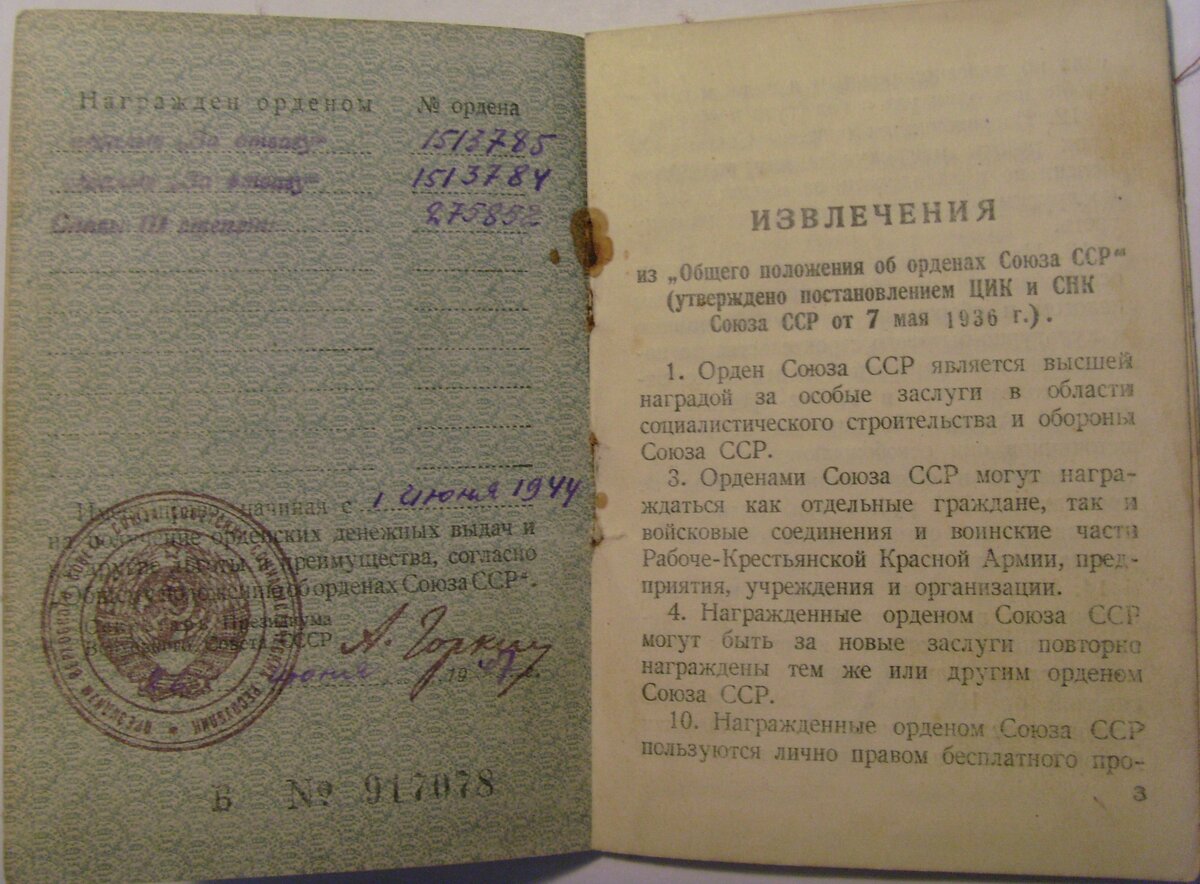 Награжден орденом № ордена
медалью „За отвагу“ 1513785
медалью „За отвагу“ 1513784
Славы III степени 275852
начиная с 1 июня 1944
на получение орденских денежных выдач и
другие льготы и преимущества, согласно
„Общему положению об орденах Союза ССР“.
Секретарь Президиума
Верховного Совета СССР А. Горкин
июня 1947 г.
Б № 917078
ИЗВЛЕЧЕНИЯ
из „Общего положения об орденах Союза ССР“
(утверждено постановлением ЦИК и СНК
Союза ССР от 7 мая 1936 г.).
1. Орден Союза ССР является высшей
наградой за особые заслуги в области
социалистического строительства и обороны
Союза ССР.
3. Орденами Союза ССР могут награ-
ждаться как отдельные граждане, так и
войсковые соединения и воинские части
Рабоче-Крестьянской Красной Армии, пред-
приятия, учреждения и организации.
4. Награжденные орденом Союза ССР
могут быть за новые заслуги повторно
награждены тем же или другим орденом
Союза ССР.
10. Награжденные орденом Союза ССР
пользуются лично правом бесплатного про-
3